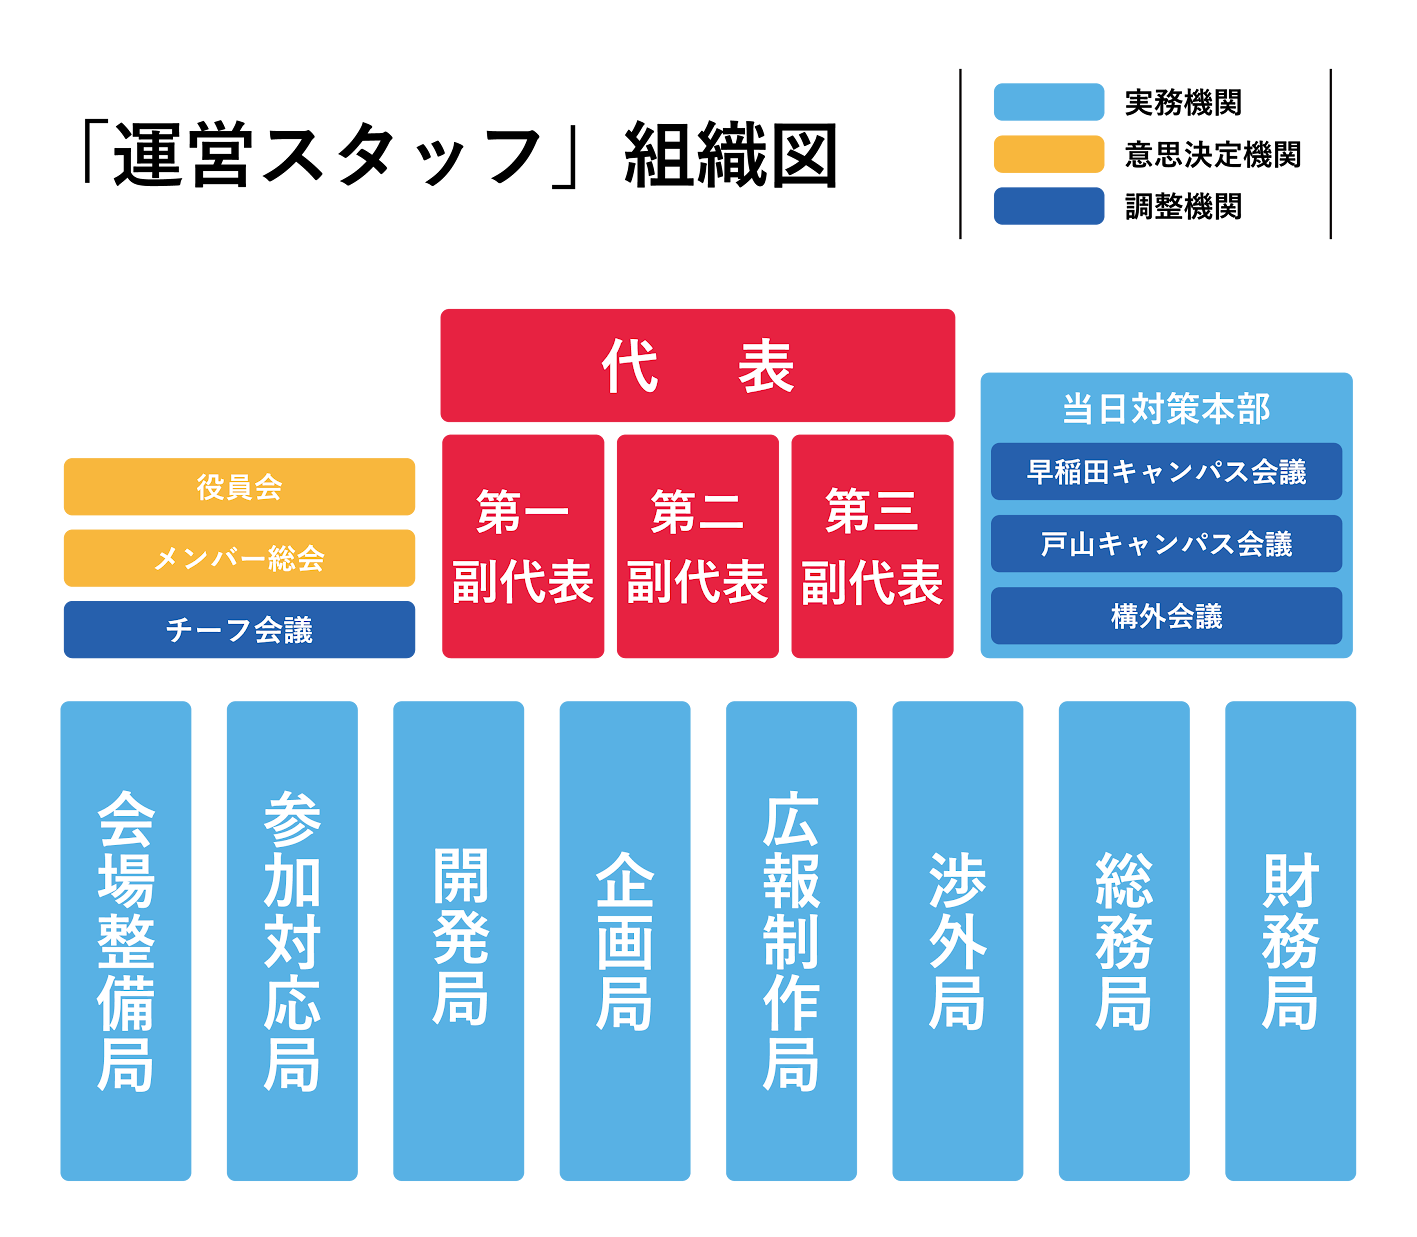 「運営スタッフ」組織図
実務機関
意思決定機関
調整機関
代 表
第一
副代表
第二
副代表
第三
副代表
役員会
メンバー総会
チーフ会議
当日対策本部
早稲田キャンパス会議
戸山キャンパス会議
構外会議
会場整備局
参加対応局
開発局
企画局
広報制作局
渉外局
総務局
財務局